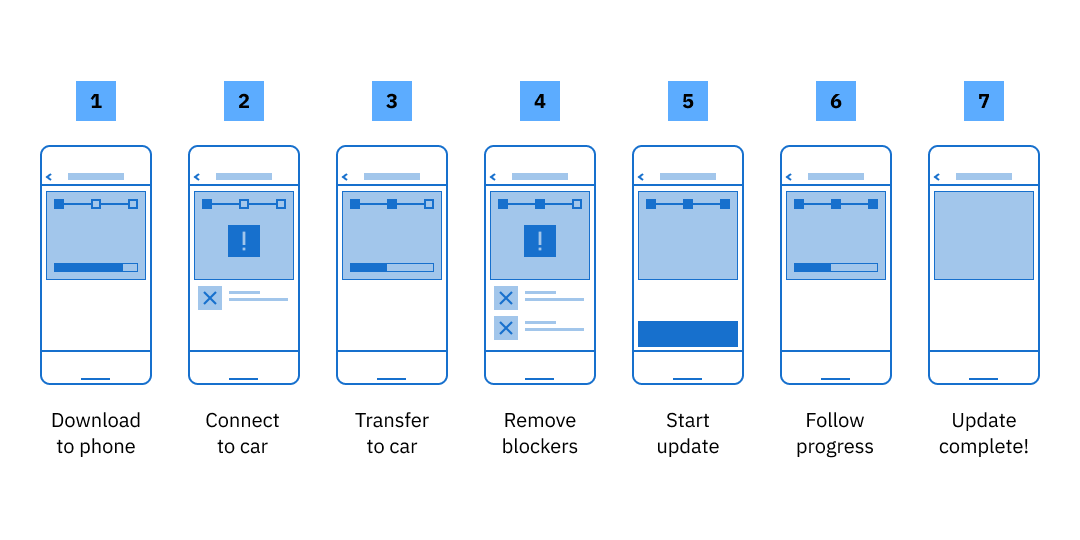 1
2
3
4
5
6
7
!
!
Download
to phone
Connect
to car
Transfer
to car
Remove
blockers
Start
update
Follow
progress
Update
complete!